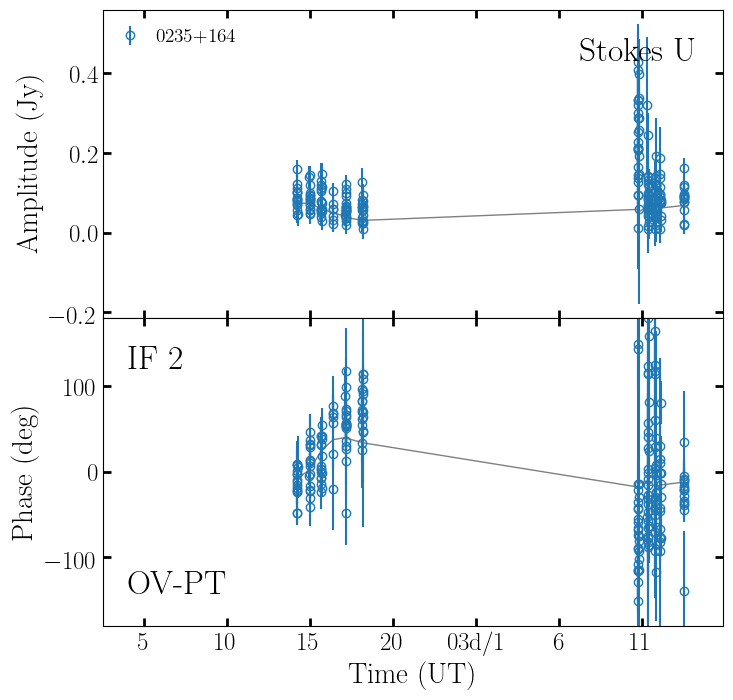 0235+164
Stokes U
Amplitude (Jy)
0.4
0.2
0.0
−0.2
IF 2
Phase (deg)
100
0
−100
OV-PT
5 10 15 20 03d/1 6 11
Time (UT)